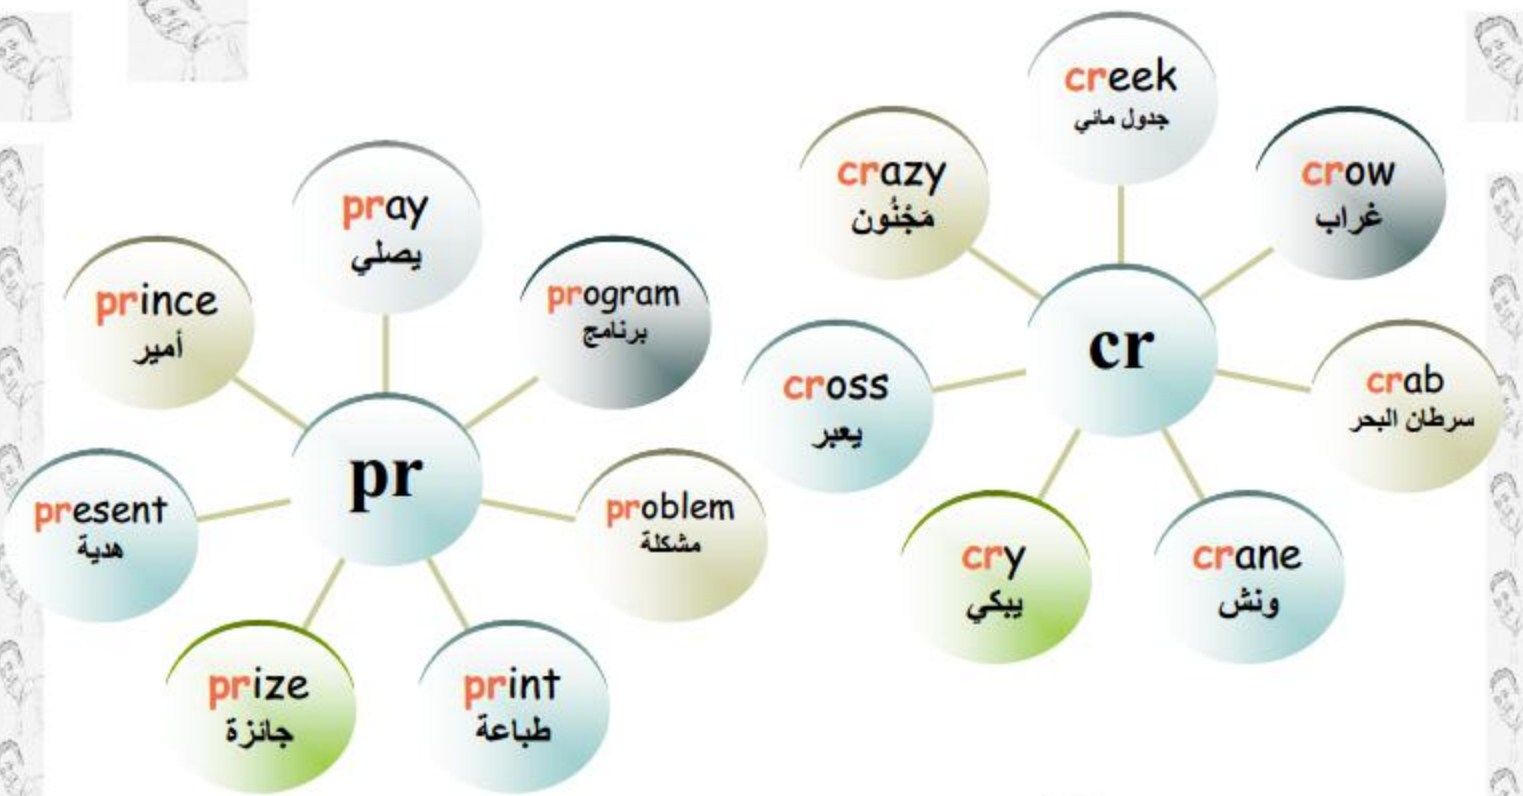 pr
pray
يصلي
program
برنامج
problem
مشكلة
print
طباعة
prize
جائزة
present
هدية
prince
أمير
cr
creek
جدول مائي
crow
غراب
crab
سرطان البحر
crane
ونش
cry
يبكي
cross
يعبر
crazy
مَجْنُون